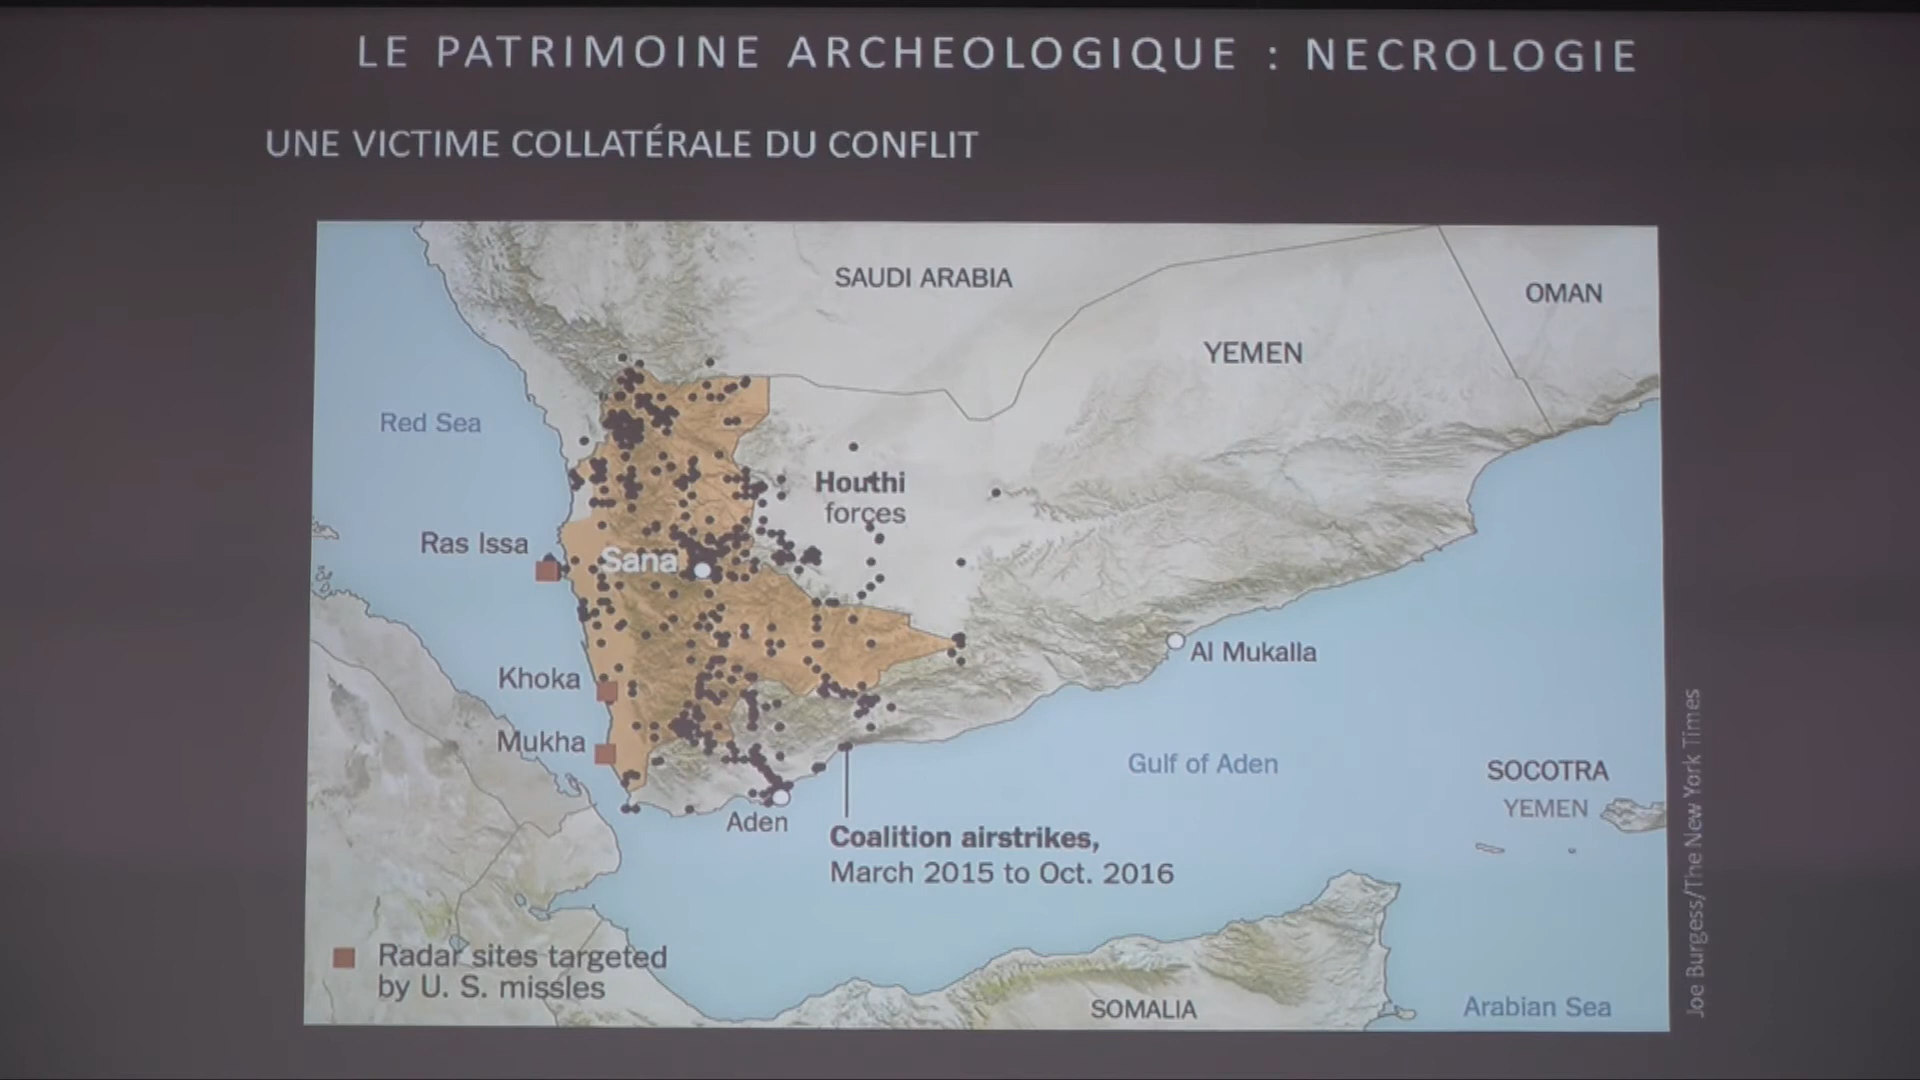 LE PATRIMOINE ARCHEOLOGIQUE : NECROLOGIE
UNE VICTIME COLLATÉRALE DU CONFLIT
SAUDI ARABIA
OMAN
YEMEN
Red Sea
Houthi
forces
Ras Issa
Sana
Al Mukalla
Khoka
Mukha
Gulf of Aden
SOCOTRA
YEMEN
Aden
Coalition airstrikes,
March 2015 to Oct. 2016
Radar sites targeted
by U. S. missles
SOMALIA
Arabian Sea
Joe Burgess/The New York Times